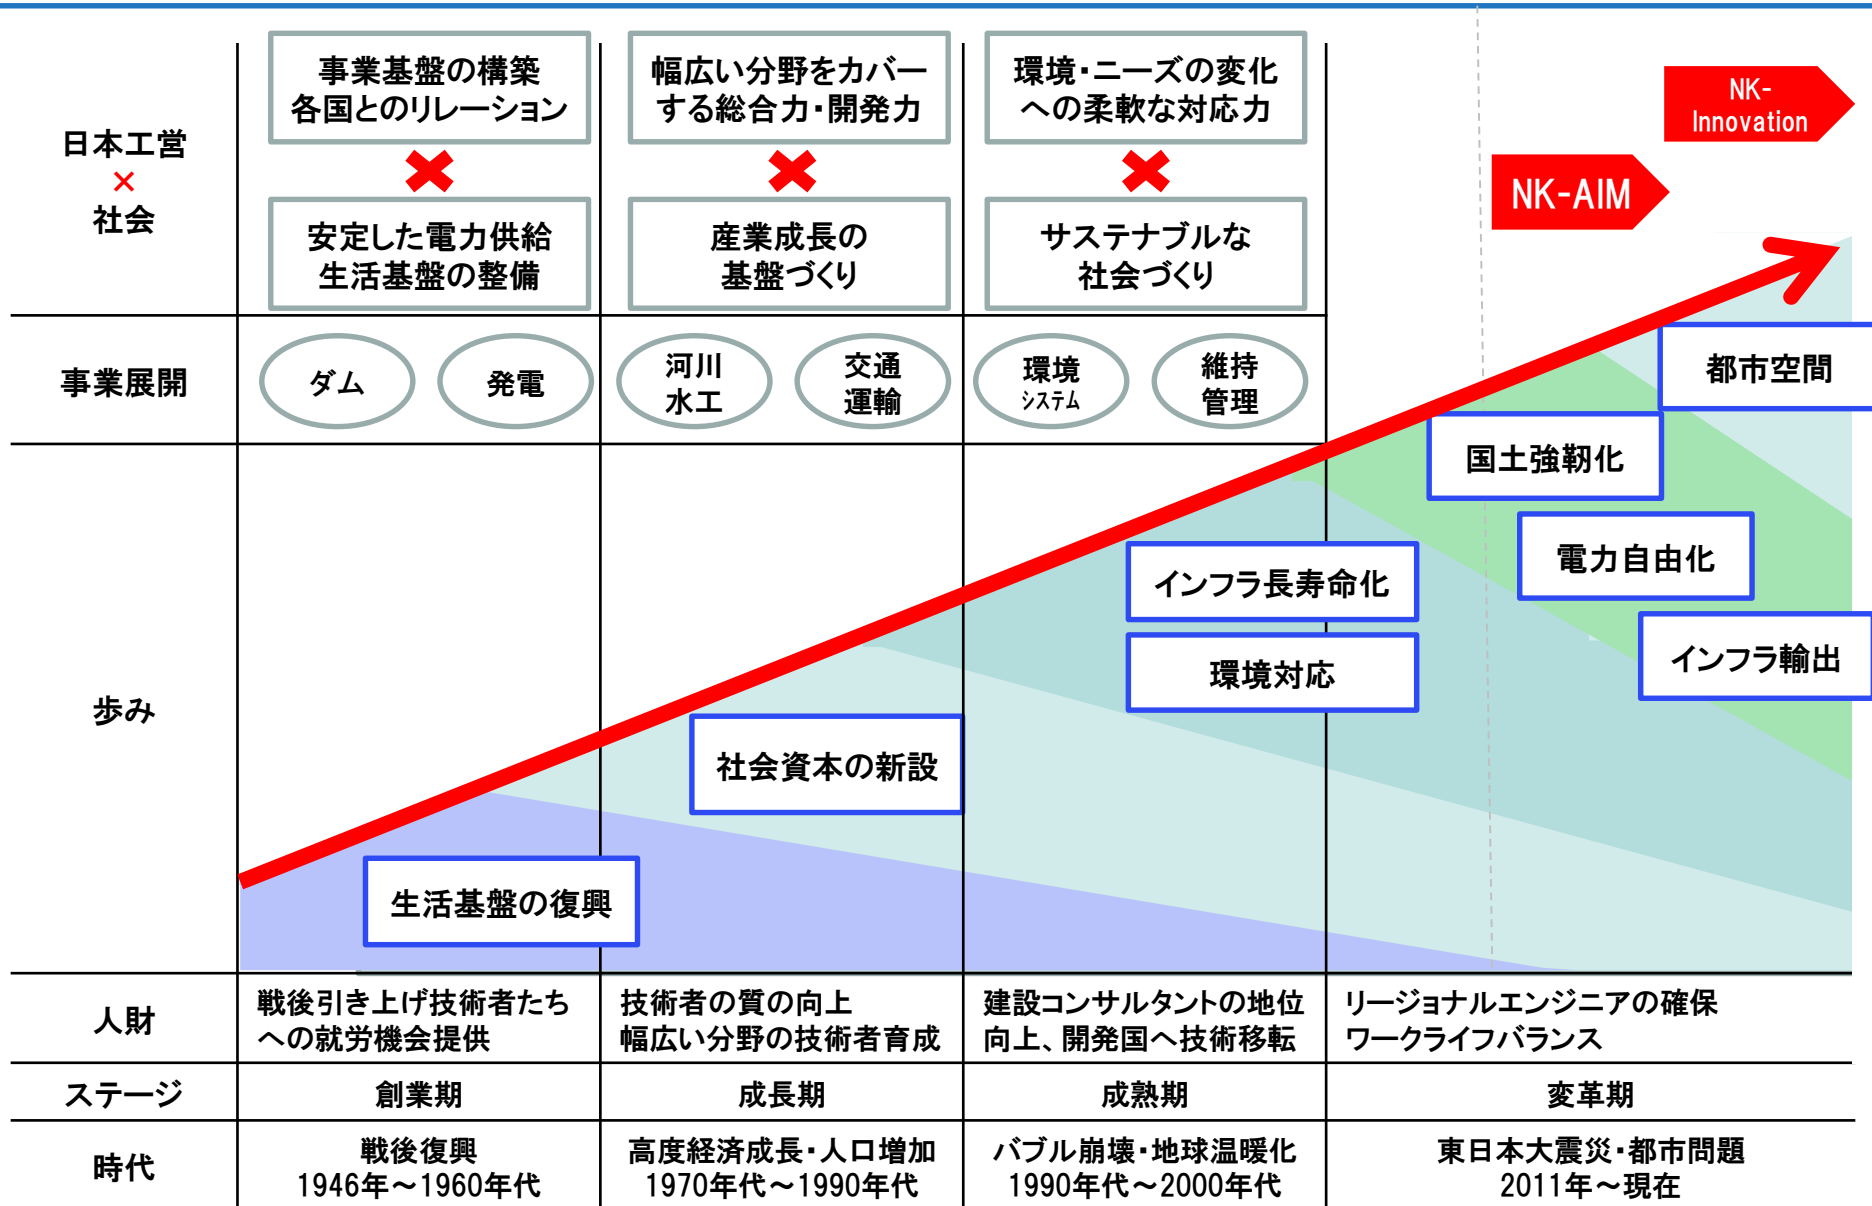 日本工営
×
社会
事業基盤の構築
各国とのリレーション
安定した電力供給
生活基盤の整備
幅広い分野をカバー
する総合力・開発力
産業成長の
基盤づくり
環境・ニーズの変化
への柔軟な対応力
サステナブルな
社会づくり
NK-
Innovation
NK-AIM
事業展開
ダム
発電
河川
水工
交通
運輸
環境
システム
維持
管理
都市空間
国土強靭化
電力自由化
インフラ輸出
歩み
インフラ長寿命化
環境対応
社会資本の新設
生活基盤の復興
人財
戦後引き上げ技術者たち
への就労機会提供
技術者の質の向上
幅広い分野の技術者育成
建設コンサルタントの地位
向上、開発国へ技術移転
リージョナルエンジニアの確保
ワークライフバランス
ステージ
創業期
成長期
成熟期
変革期
時代
戦後復興
1946年～1960年代
高度経済成長・人口増加
1970年代～1990年代
バブル崩壊・地球温暖化
1990年代～2000年代
東日本大震災・都市問題
2011年～現在